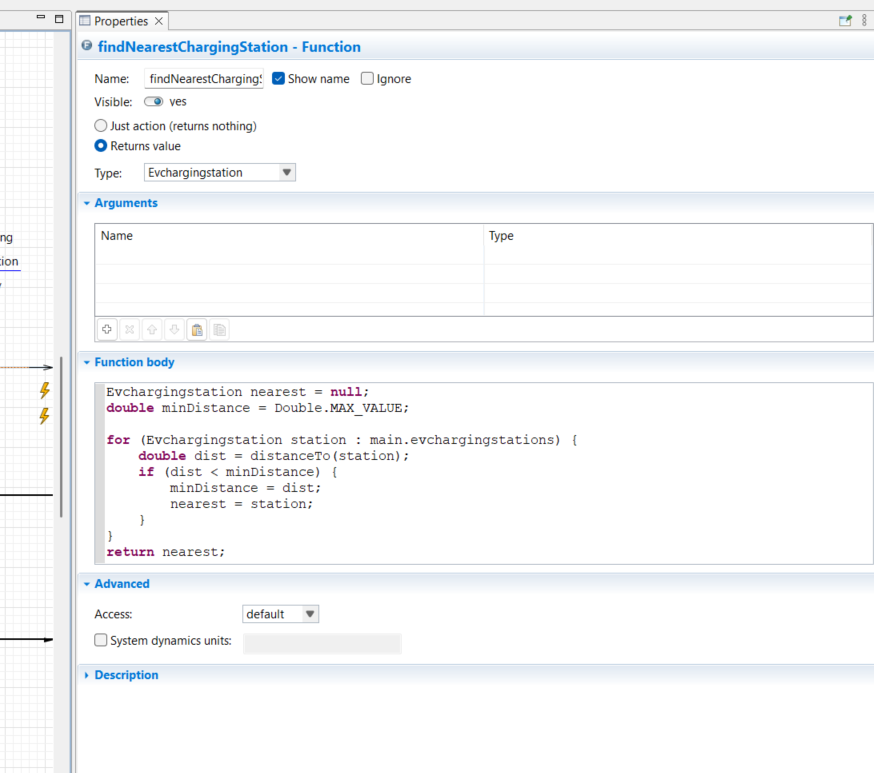 Properties
findNearestChargingStation - Function
Name: findNearestCharging Show name Ignore
Visible: yes
Just action (returns nothing)
Returns value
Type: Evchargingstation
Arguments
Name Type
ng
tion
Function body
Evchargingstation nearest = null;
double minDistance = Double.MAX_VALUE;
for (Evchargingstation station : main.evchargingstations) {
double dist = distanceTo(station);
if (dist < minDistance) {
minDistance = dist;
nearest = station;
}
}
return nearest;
Advanced
Access: default
System dynamics units:
Description